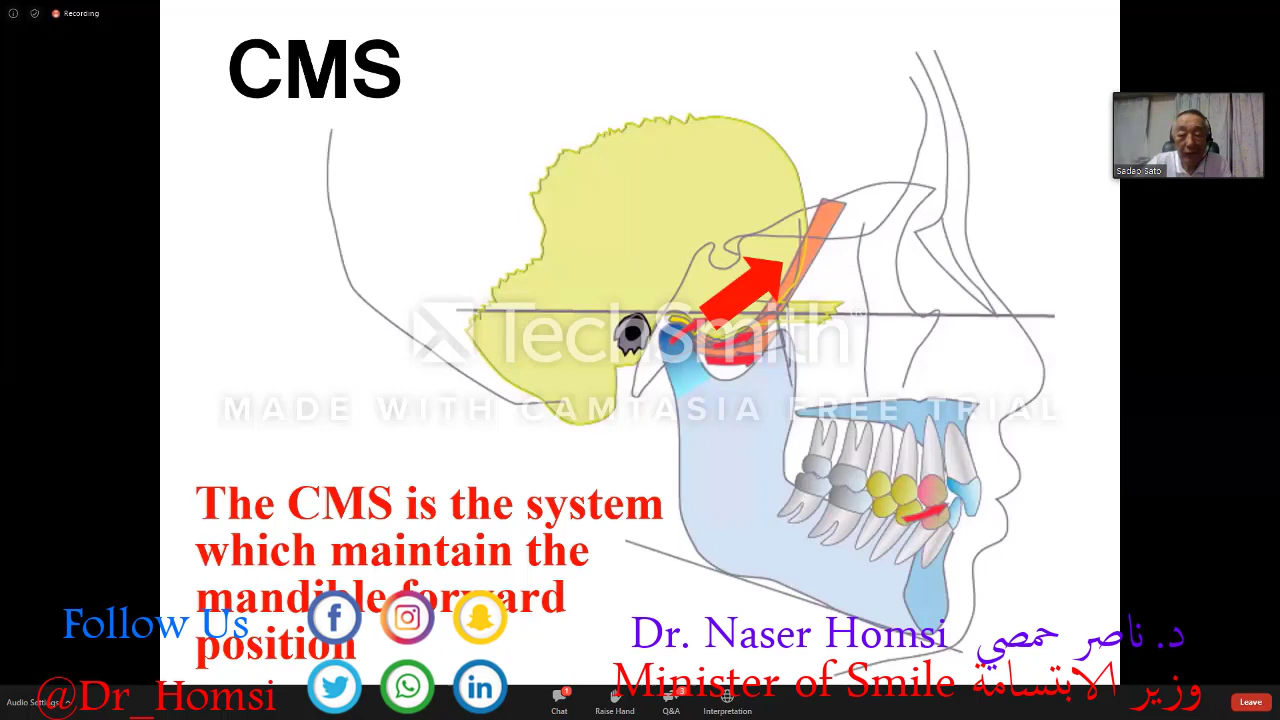 Recording
CMS
Sadao Sato
TechSmith
MADE WITH CAMTASIA FREE TRIAL
The CMS is the system
which maintain the
mandible forward
position
Follow Us
@Dr_Homsi
Dr. Naser Homsi د. ناصر حمصي
Minister of Smile وزير الابتسامة
Audio Settings
Chat
1
Raise Hand
Q&A
3
Interpretation
Leave